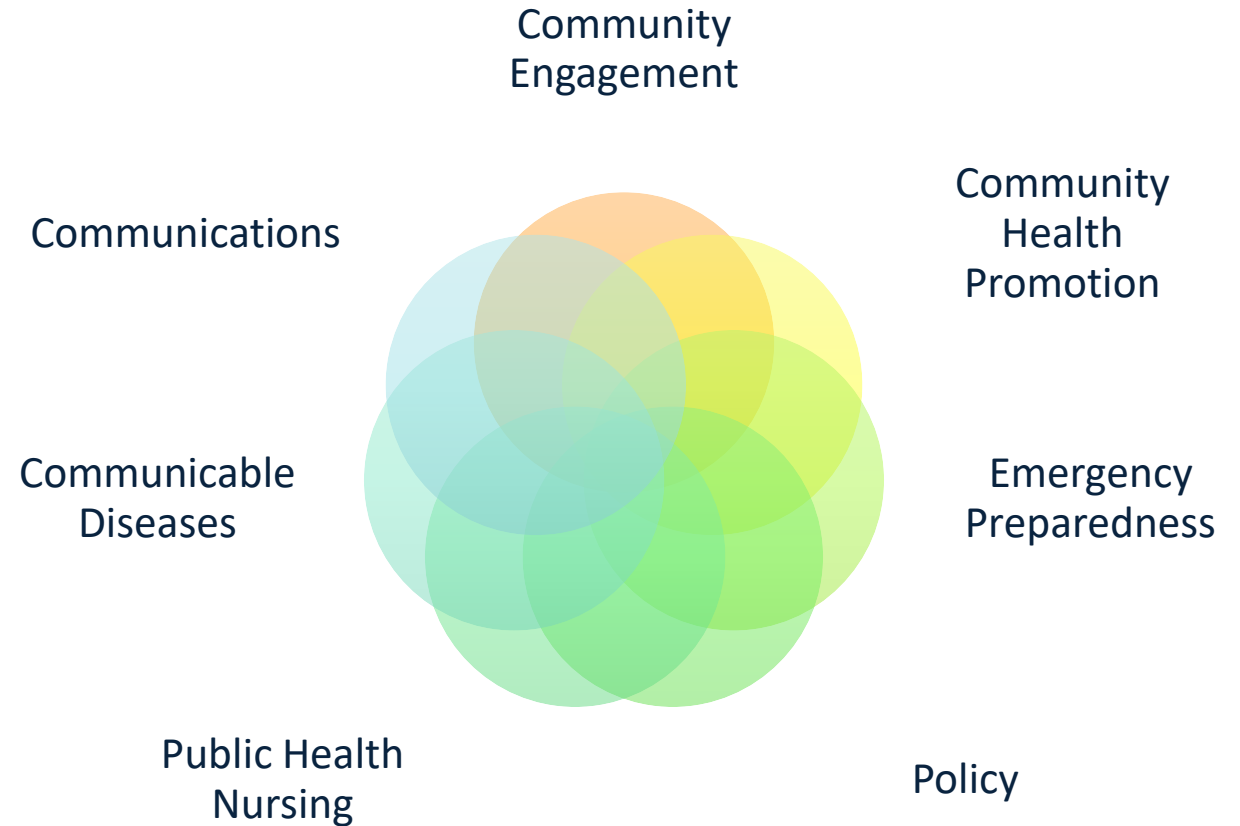 Community
Engagement
Community
Health
Promotion
Communications
Emergency
Preparedness
Communicable
Diseases
Public Health
Nursing
Policy